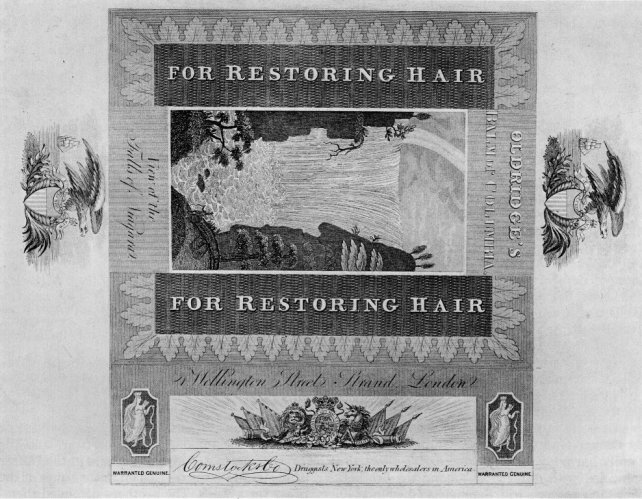 FOR RESTORING HAIR
OLDRIDGE'S
BALM of COLUMBIA
View of the
Falls of Niagara
FOR RESTORING HAIR
1 Wellington Street Strand, London
Comstock & Co Druggists New York, the only wholesalers in America
WARRANTED GENUINE.
WARRANTED GENUINE.